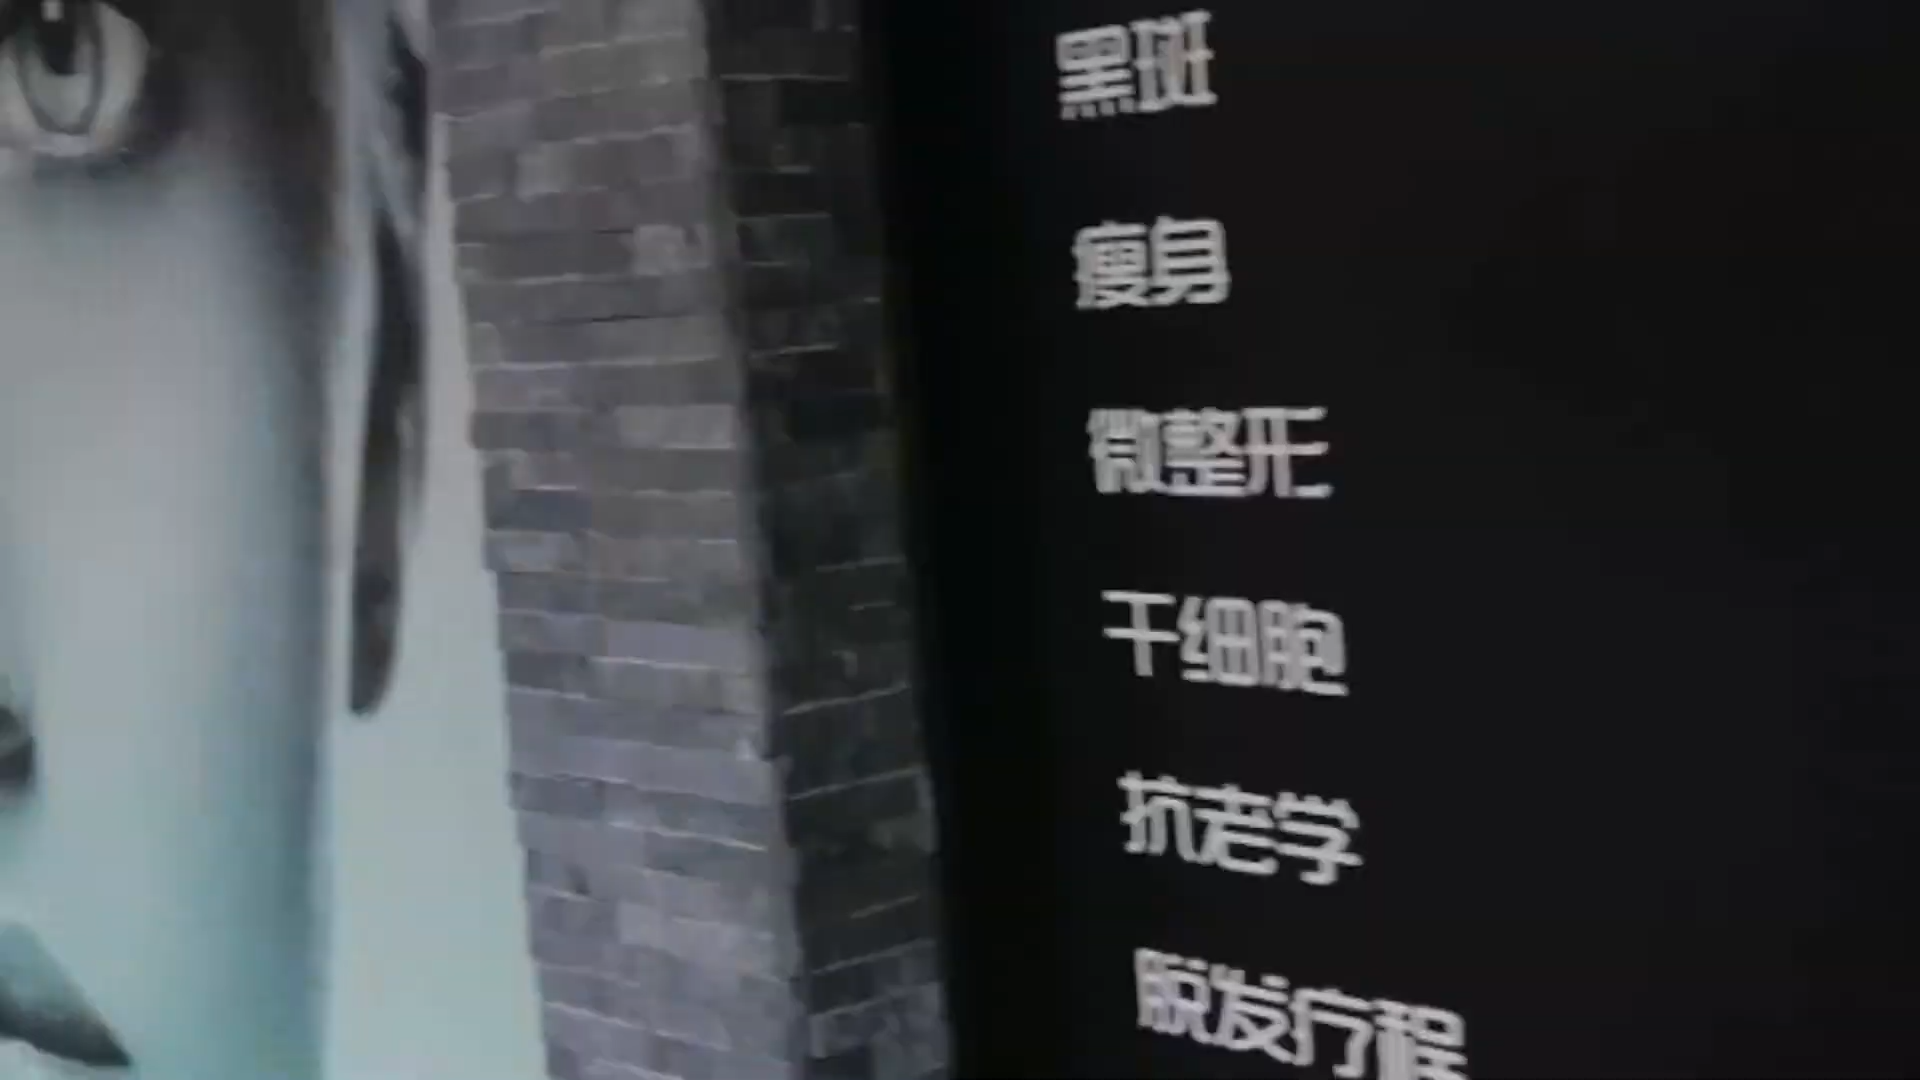 黑斑
瘦身
微整形
干细胞
抗老学
脱发疗程